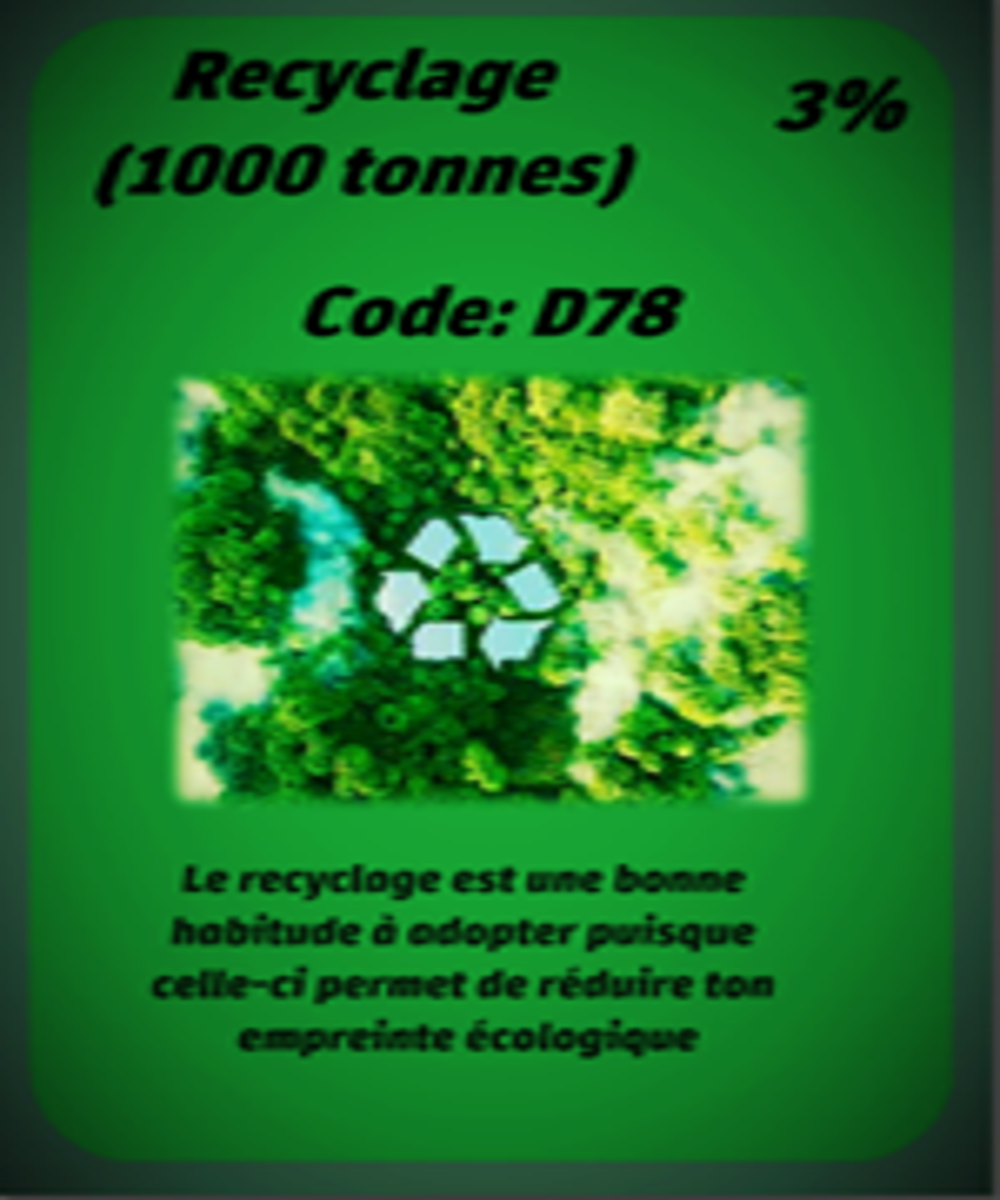 Recyclage
3%
(1000 tonnes)
Code: D78
Le recyclage est une bonne
habitude à adopter puisque
celle-ci permet de réduire ton
empreinte écologique